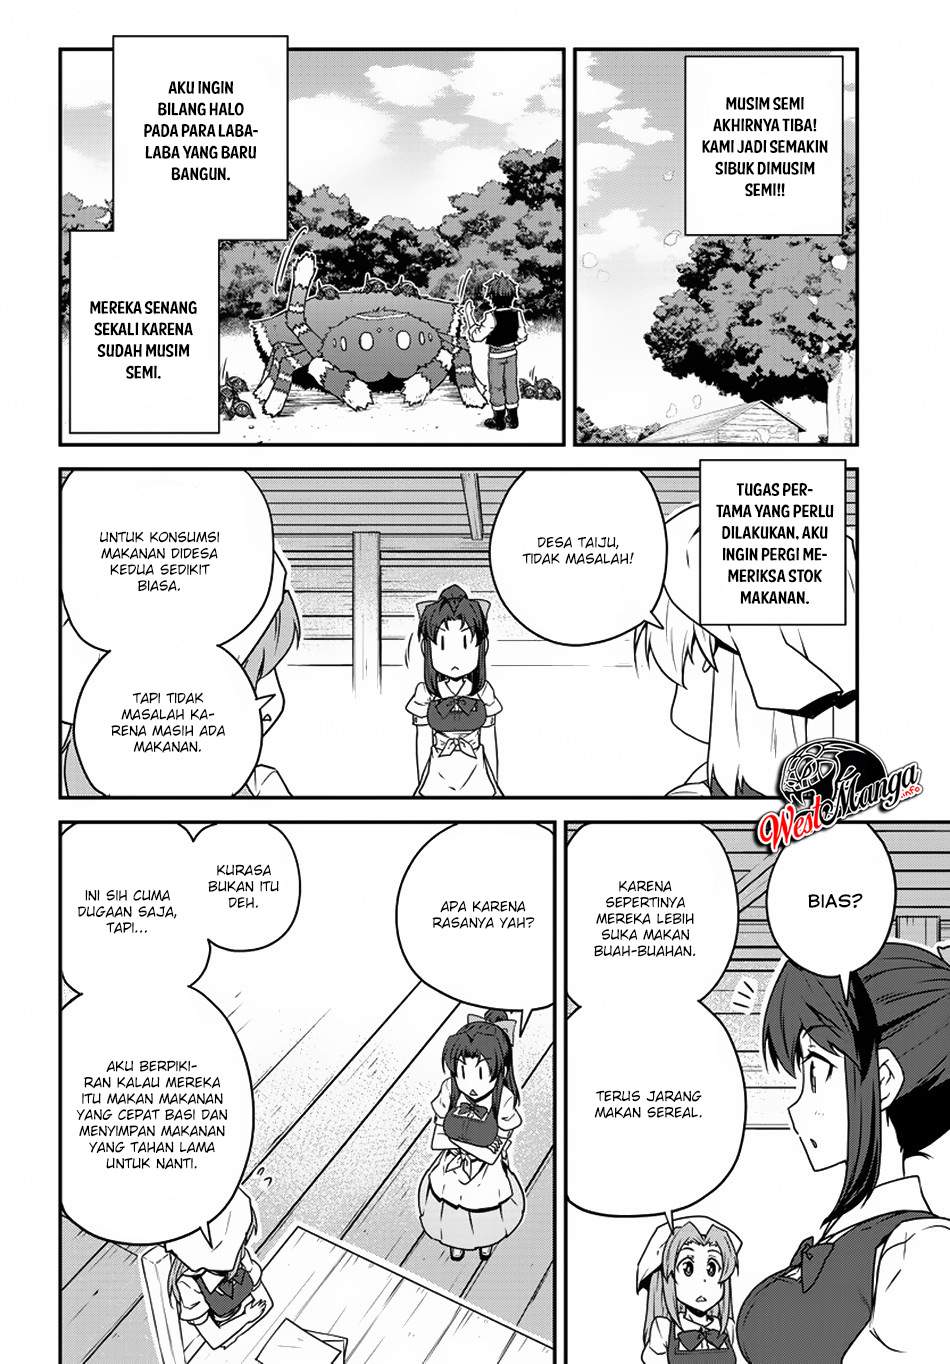 MUSIM SEMI
AKHIRNYA TIBA!
KAMI JADI SEMAKIN
SIBUK DIMUSIM
SEMI!!
AKU INGIN
BILANG HALO
PADA PARA LABA-
LABA YANG BARU
BANGUN.
MEREKA SENANG
SEKALI KARENA
SUDAH MUSIM
SEMI.
TUGAS PER-
TAMA YANG PERLU
DILAKUKAN, AKU
INGIN PERGI ME-
MERIKSA STOK
MAKANAN.
DESA TAIJU,
TIDAK MASALAH!
UNTUK KONSUMSI
MAKANAN DIDESA
KEDUA SEDIKIT
BIASA.
TAPI TIDAK
MASALAH KA-
RENA MASIH ADA
MAKANAN.
WestManga
.info
BIAS?
KARENA
SEPERTINYA
MEREKA LEBIH
SUKA MAKAN
BUAH-BUAHAN.
TERUS JARANG
MAKAN SEREAL.
APA KARENA
RASANYA YAH?
KURASA
BUKAN ITU
DEH.
INI SIH CUMA
DUGAAN SAJA,
TAPI...
AKU BERPIKI-
RAN KALAU MEREKA
ITU MAKAN MAKANAN
YANG CEPAT BASI DAN
MENYIMPAN MAKANAN
YANG TAHAN LAMA
UNTUK NANTI.